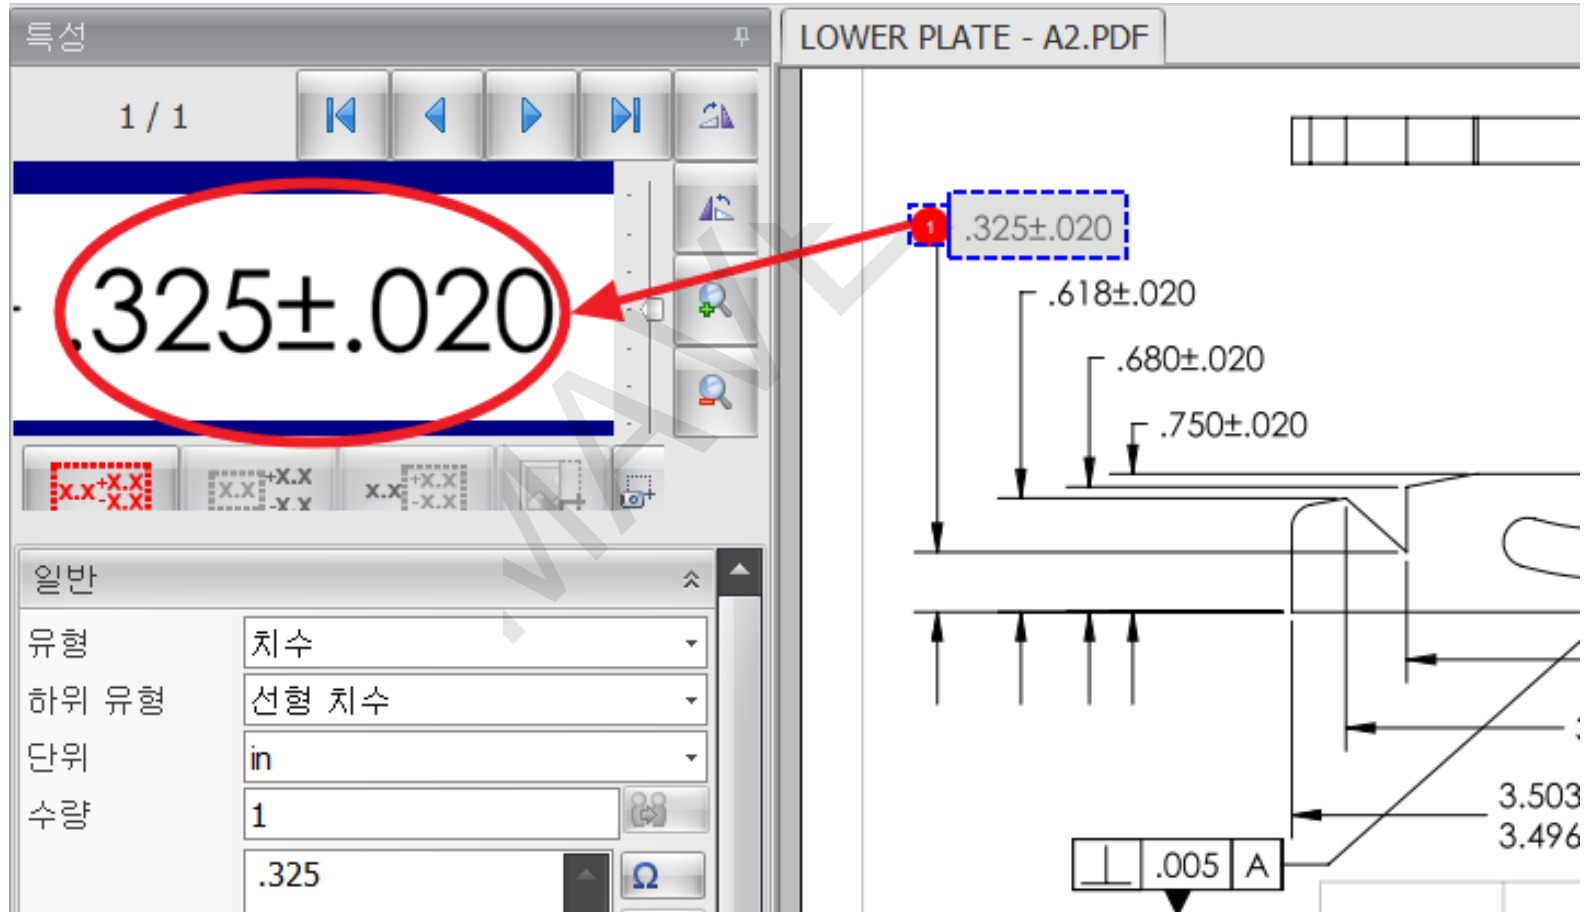 특성
LOWER PLATE - A2.PDF
1 / 1
.325±.020
x.x +x.x -x.x
x.x +x.x -x.x
x.x +x.x -x.x
일반
유형 치수
하위 유형 선형 치수
단위 in
수량 1
.325
Ω
1 .325±.020
.618±.020
.680±.020
.750±.020
3.503
3.496
.005 A